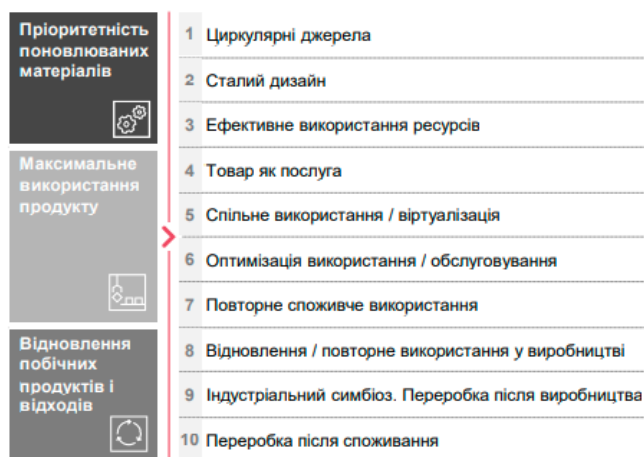 Пріоритетність
поновлюваних
матеріалів
Максимальне
використання
продукту
Відновлення
побічних
продуктів і
відходів
1 Циркулярні джерела
2 Сталий дизайн
3 Ефективне використання ресурсів
4 Товар як послуга
5 Спільне використання / віртуалізація
6 Оптимізація використання / обслуговування
7 Повторне споживче використання
8 Відновлення / повторне використання у виробництві
9 Індустріальний симбіоз. Переробка після виробництва
10 Переробка після споживання